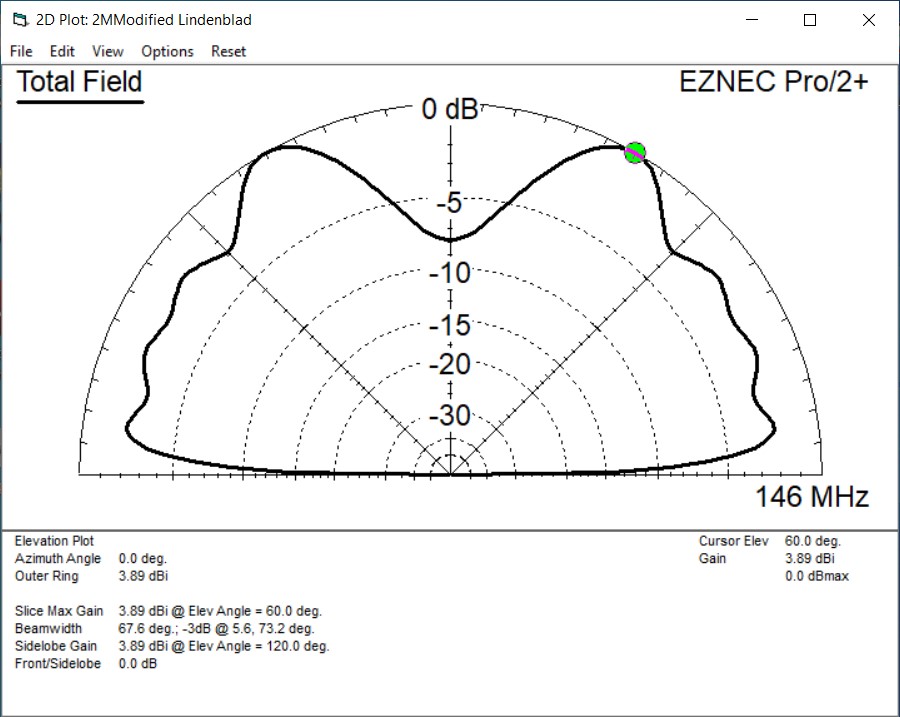 2D Plot: 2MModified Lindenblad
File Edit View Options Reset
Total Field
EZNEC Pro/2+
0 dB
-5
-10
-15
-20
-30
146 MHz
Elevation Plot
Cursor Elev 60.0 deg.
Azimuth Angle 0.0 deg.
Gain 3.89 dBi
Outer Ring 3.89 dBi
0.0 dBmax
Slice Max Gain 3.89 dBi @ Elev Angle = 60.0 deg.
Beamwidth 67.6 deg.; -3dB @ 5.6, 73.2 deg.
Sidelobe Gain 3.89 dBi @ Elev Angle = 120.0 deg.
Front/Sidelobe 0.0 dB